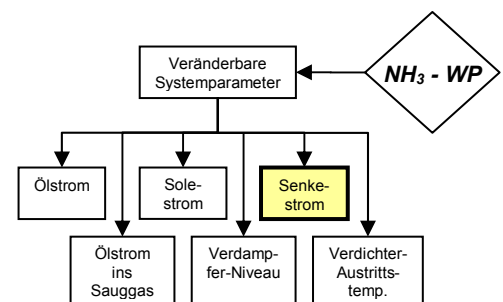 Veränderbare
Systemparameter
NH3 - WP
Ölstrom
Sole-
strom
Senke-
strom
Ölstrom
ins
Sauggas
Verdamp-
fer-Niveau
Verdichter-
Austritts-
temp.